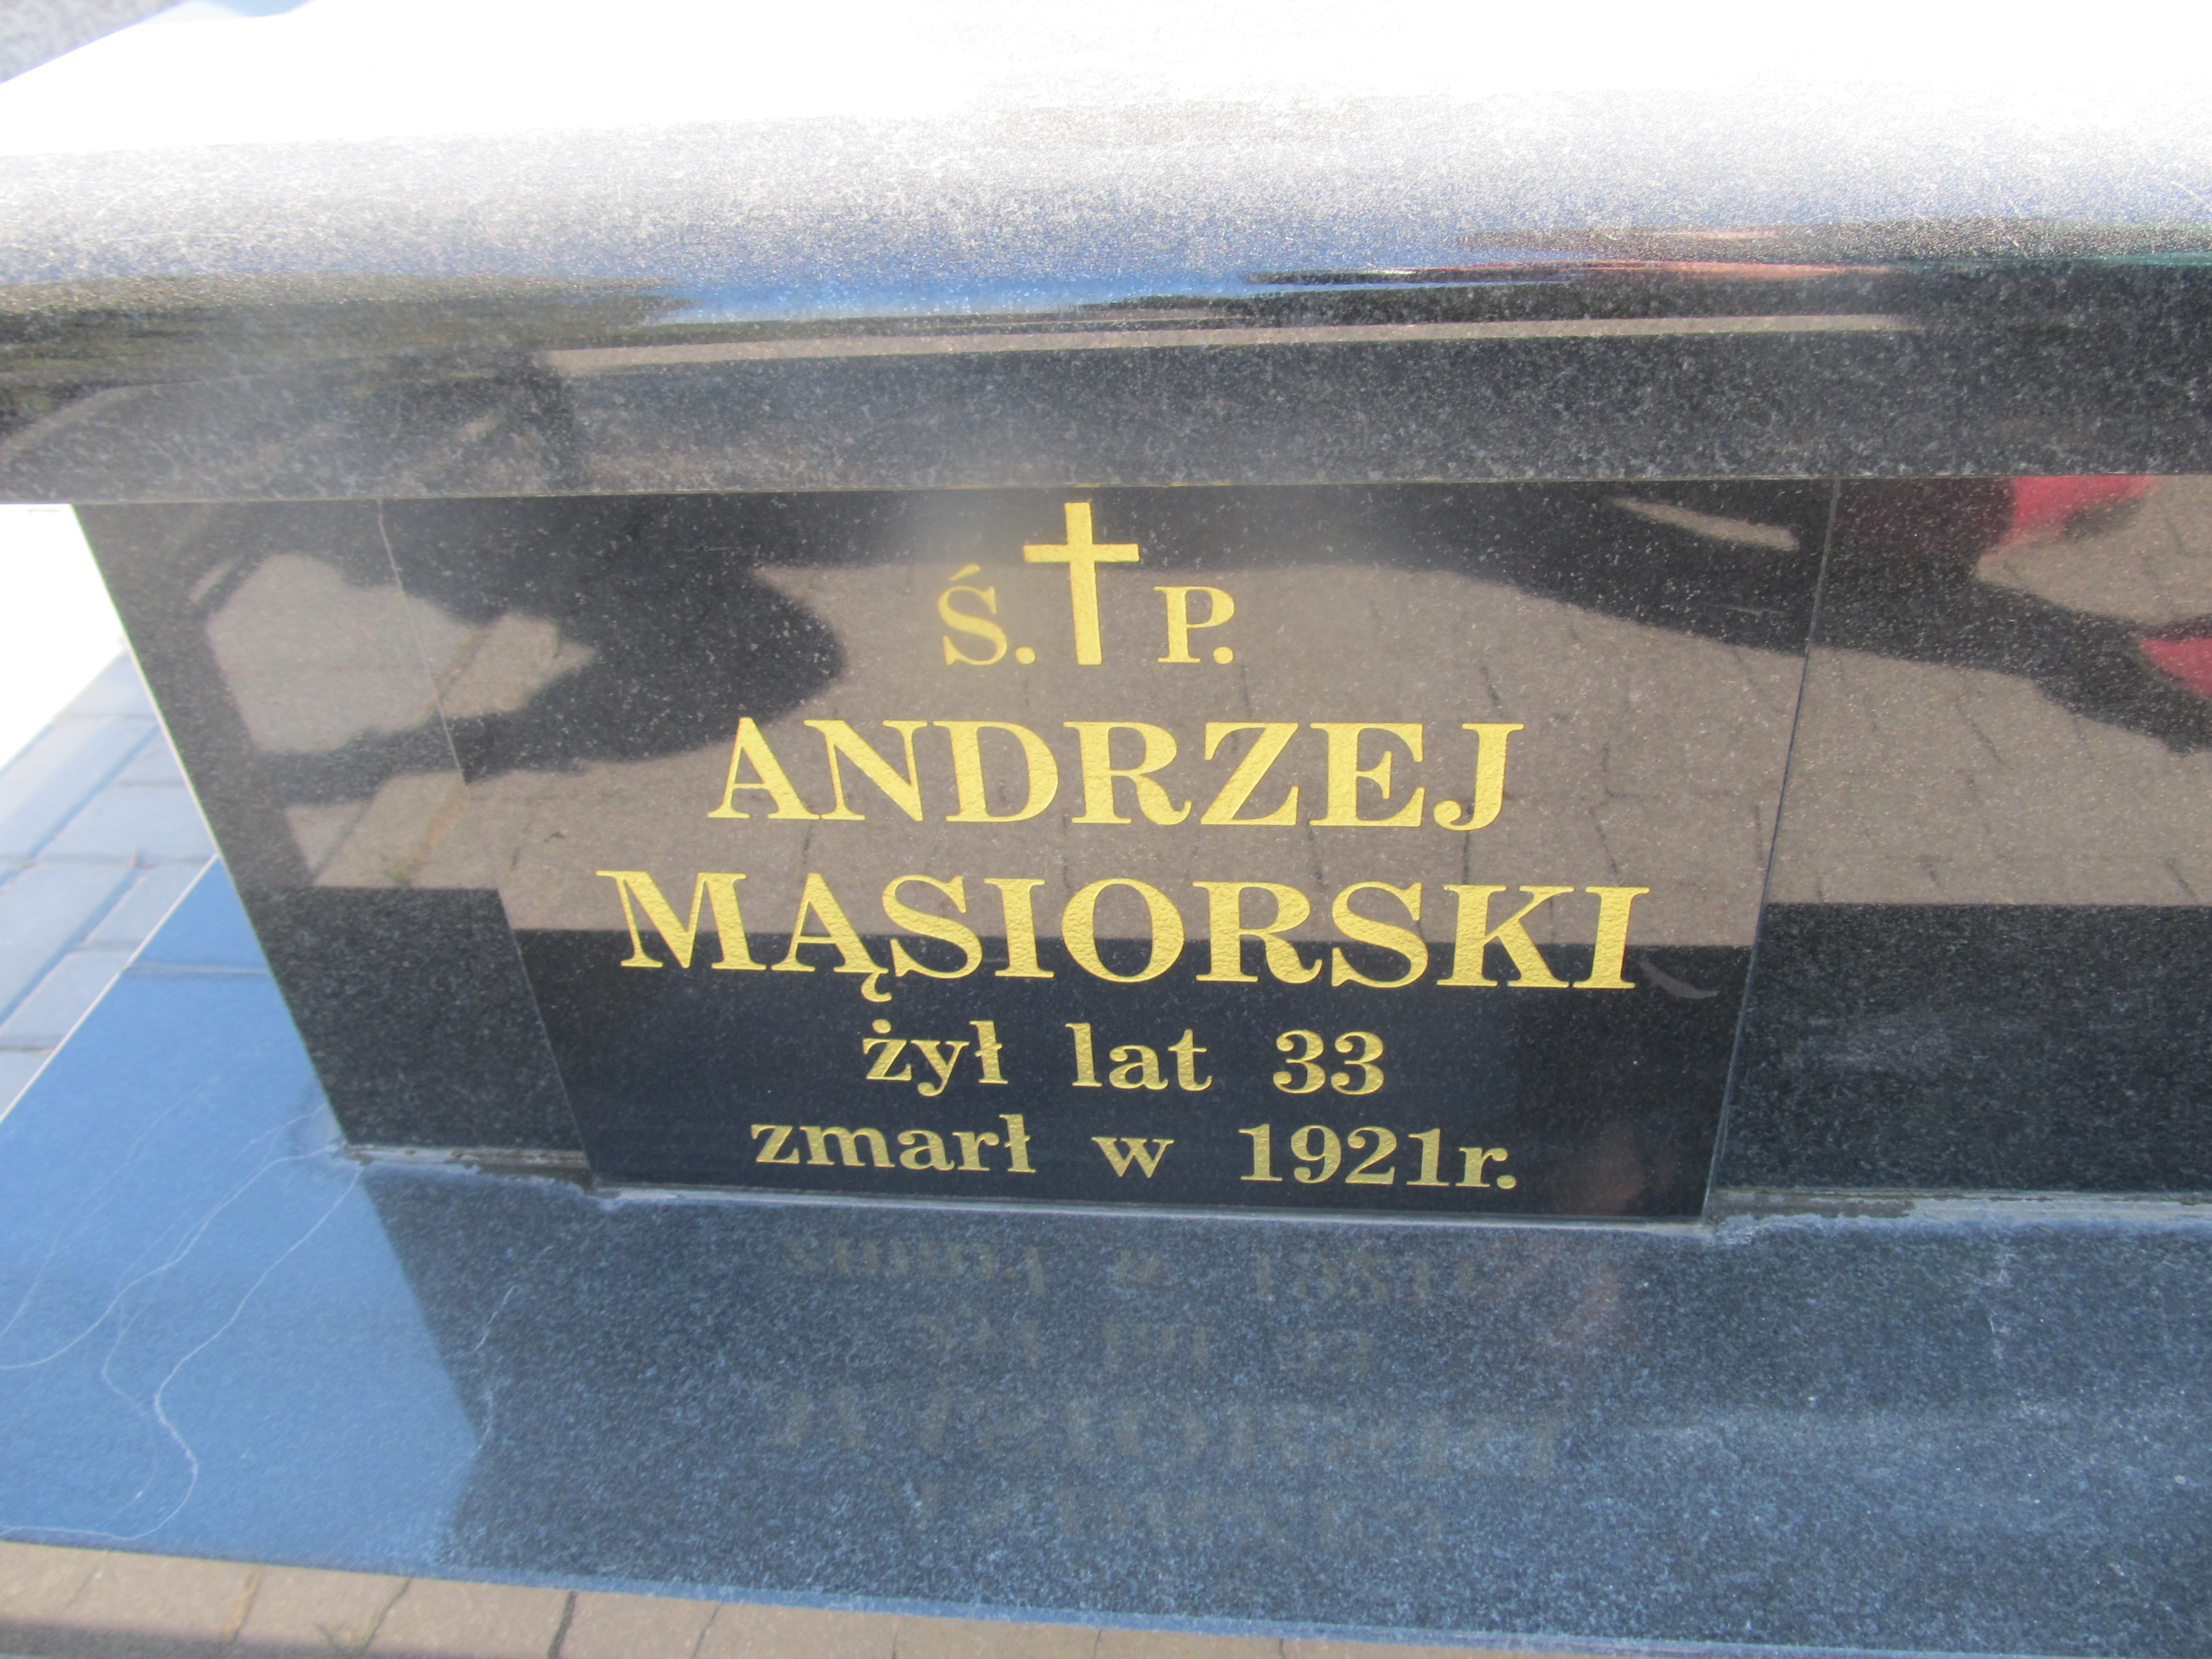 Ś. P.
ANDRZEJ
MĄSIORSKI
żył lat 33
zmarł w 1921r.